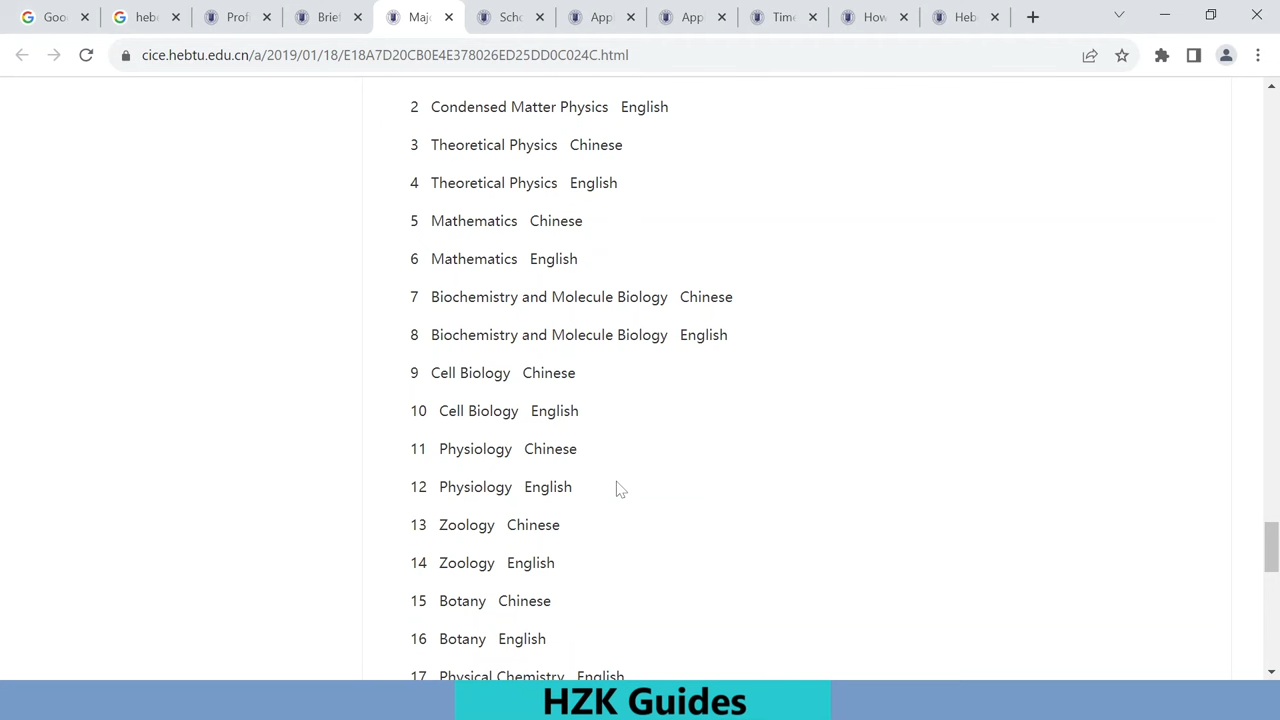 Goo
heb
Profi
Brief
Majo
Scho
App
App
Time
How
Heb
cice.hebtu.edu.cn/a/2019/01/18/E18A7D20CB0E4E378026ED25DD0C024C.html
2 Condensed Matter Physics English
3 Theoretical Physics Chinese
4 Theoretical Physics English
5 Mathematics Chinese
6 Mathematics English
7 Biochemistry and Molecule Biology Chinese
8 Biochemistry and Molecule Biology English
9 Cell Biology Chinese
10 Cell Biology English
11 Physiology Chinese
12 Physiology English
13 Zoology Chinese
14 Zoology English
15 Botany Chinese
16 Botany English
17 Physical Chemistry English
HZK Guides